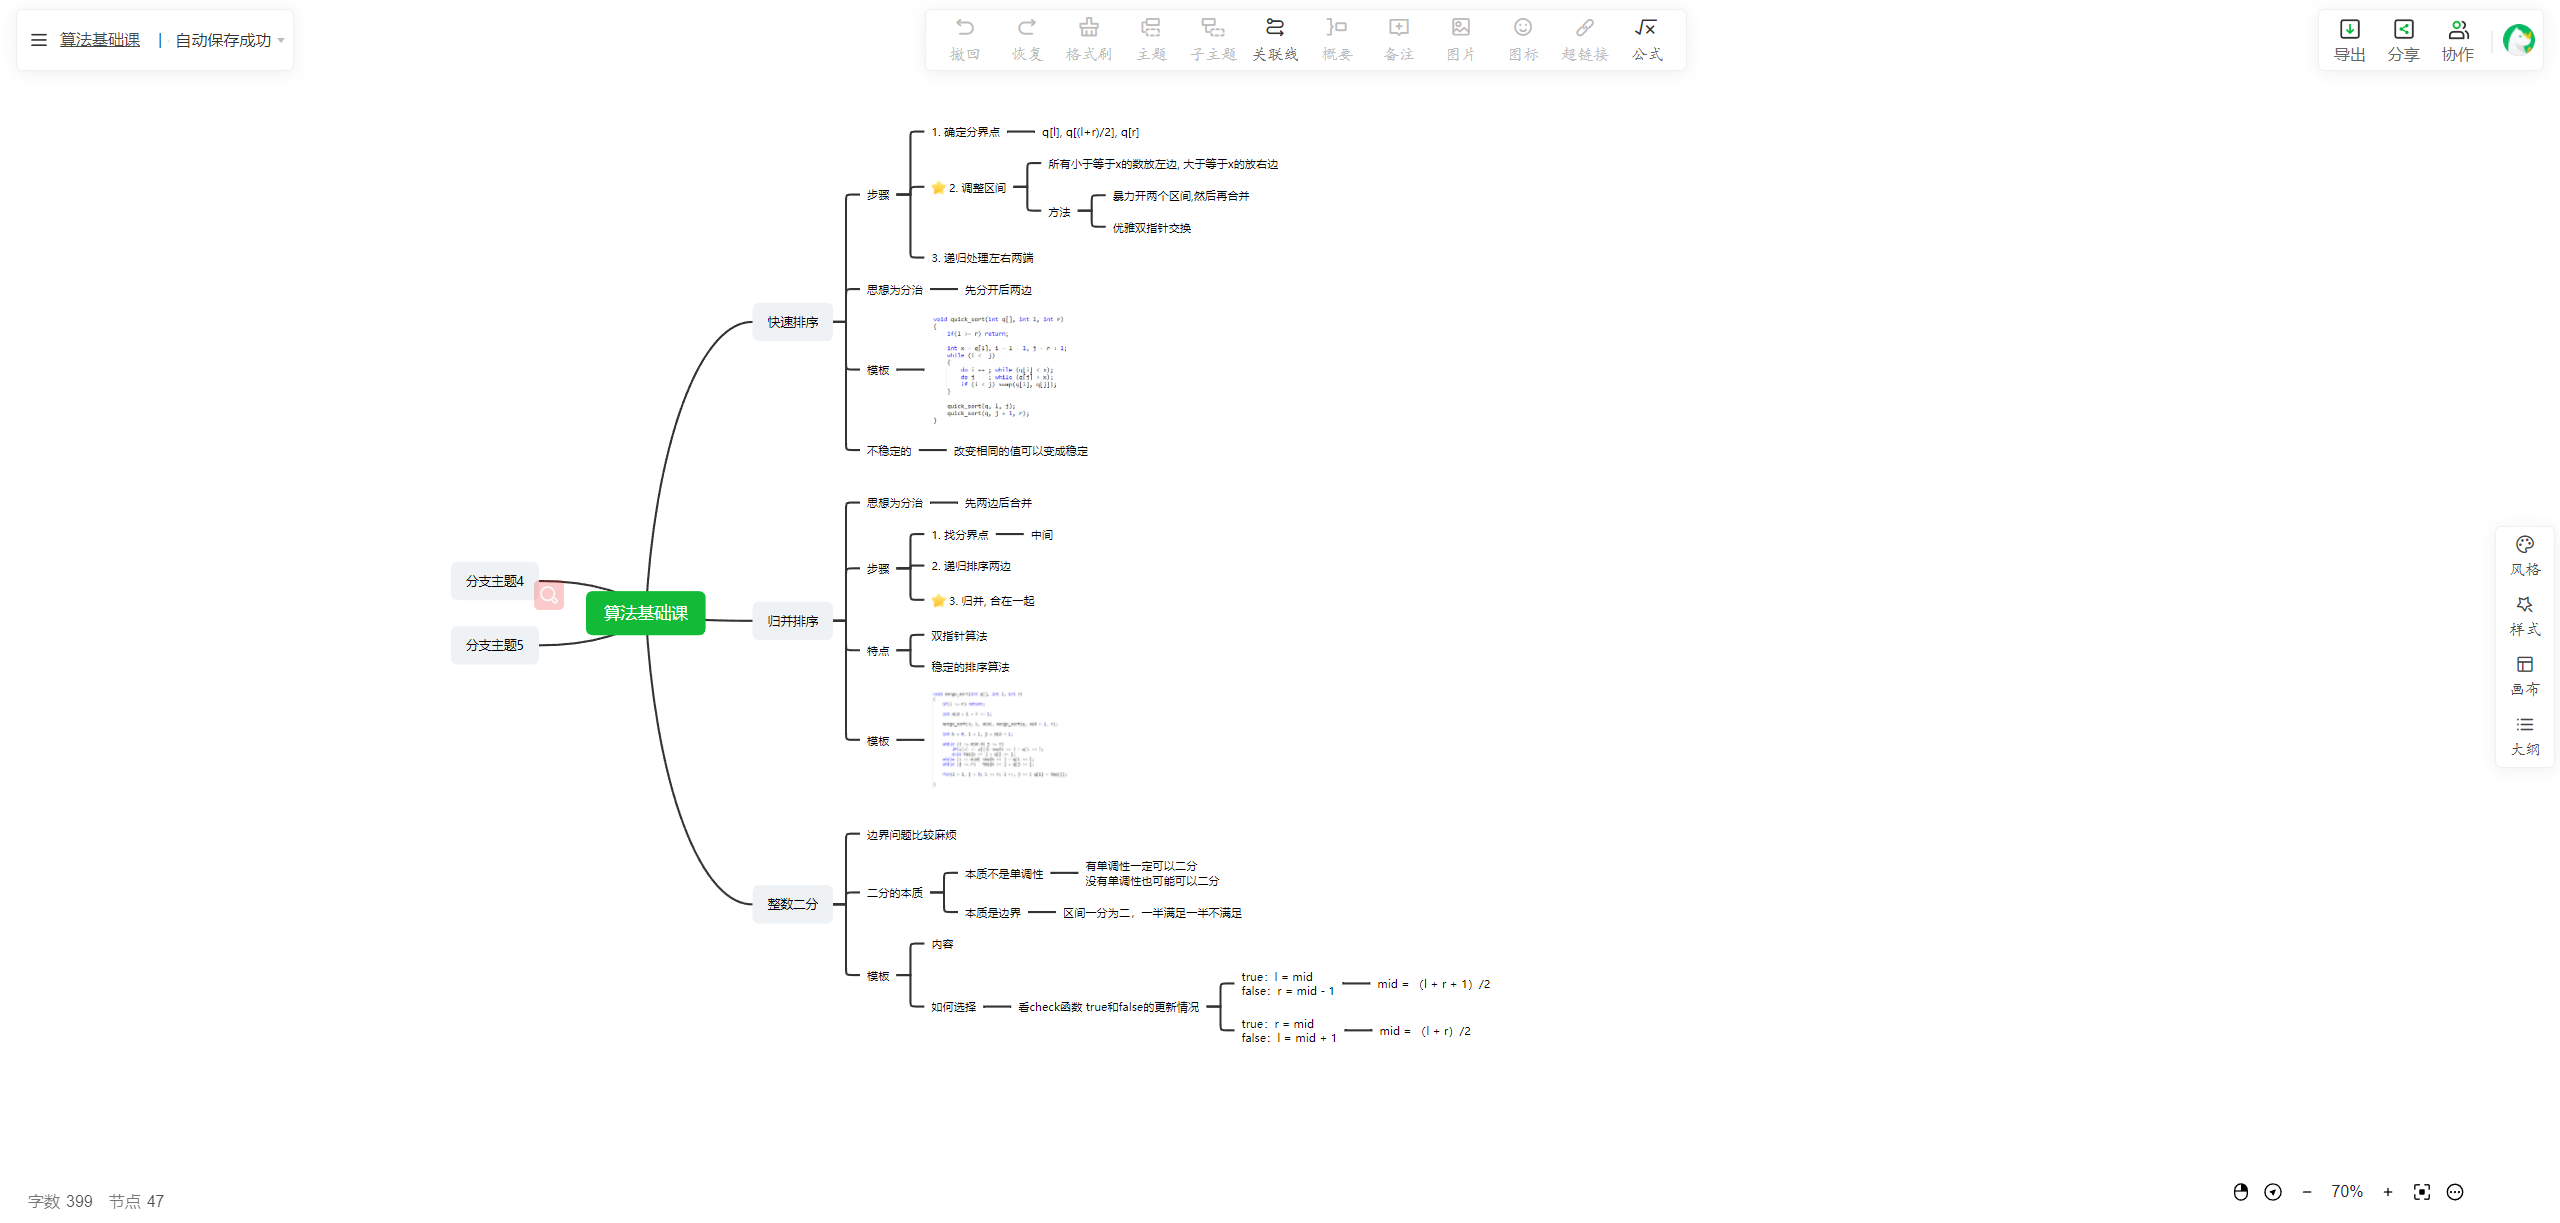 算法基础课 | 自动保存成功
撤回 恢复 格式刷 主题 子主题 关联线 概要 备注 图片 图标 超链接 公式
导出 分享 协作
算法基础课
快速排序
步骤
1. 确定分界点
q[l], q[(l+r)/2], q[r]
2. 调整区间
所有小于等于x的数放左边, 大于等于x的放右边
方法
暴力开两个区间,然后再合并
优雅双指针交换
3. 递归处理左右两端
思想为分治
先分开后两边
模板
void quick_sort(int q[], int l, int r)
{
if(l >= r) return;
int x = q[l], i = l - 1, j = r + 1;
while (i < j)
{
do i ++ ; while (q[i] < x);
do j ; while (q[j] > x);
if (i < j) swap(q[i], q[j]);
}
quick_sort(q, l, j);
quick_sort(q, j + 1, r);
}
不稳定的
改变相同的值可以变成稳定
归并排序
思想为分治
先两边后合并
步骤
1. 找分界点
中间
2. 递归排序两边
3. 归并, 合在一起
特点
双指针算法
稳定的排序算法
模板
整数二分
边界问题比较麻烦
二分的本质
本质不是单调性
有单调性一定可以二分
没有单调性也可能可以二分
本质是边界
区间一分为二，一半满足一半不满足
模板
内容
如何选择
看check函数 true和false的更新情况
true：l = mid
false：r = mid - 1
mid = （l + r + 1）/2
true：r = mid
false：l = mid + 1
mid = （l + r）/2
分支主题4
分支主题5
风格
样式
画布
大纲
字数 399 节点 47
− 70% +